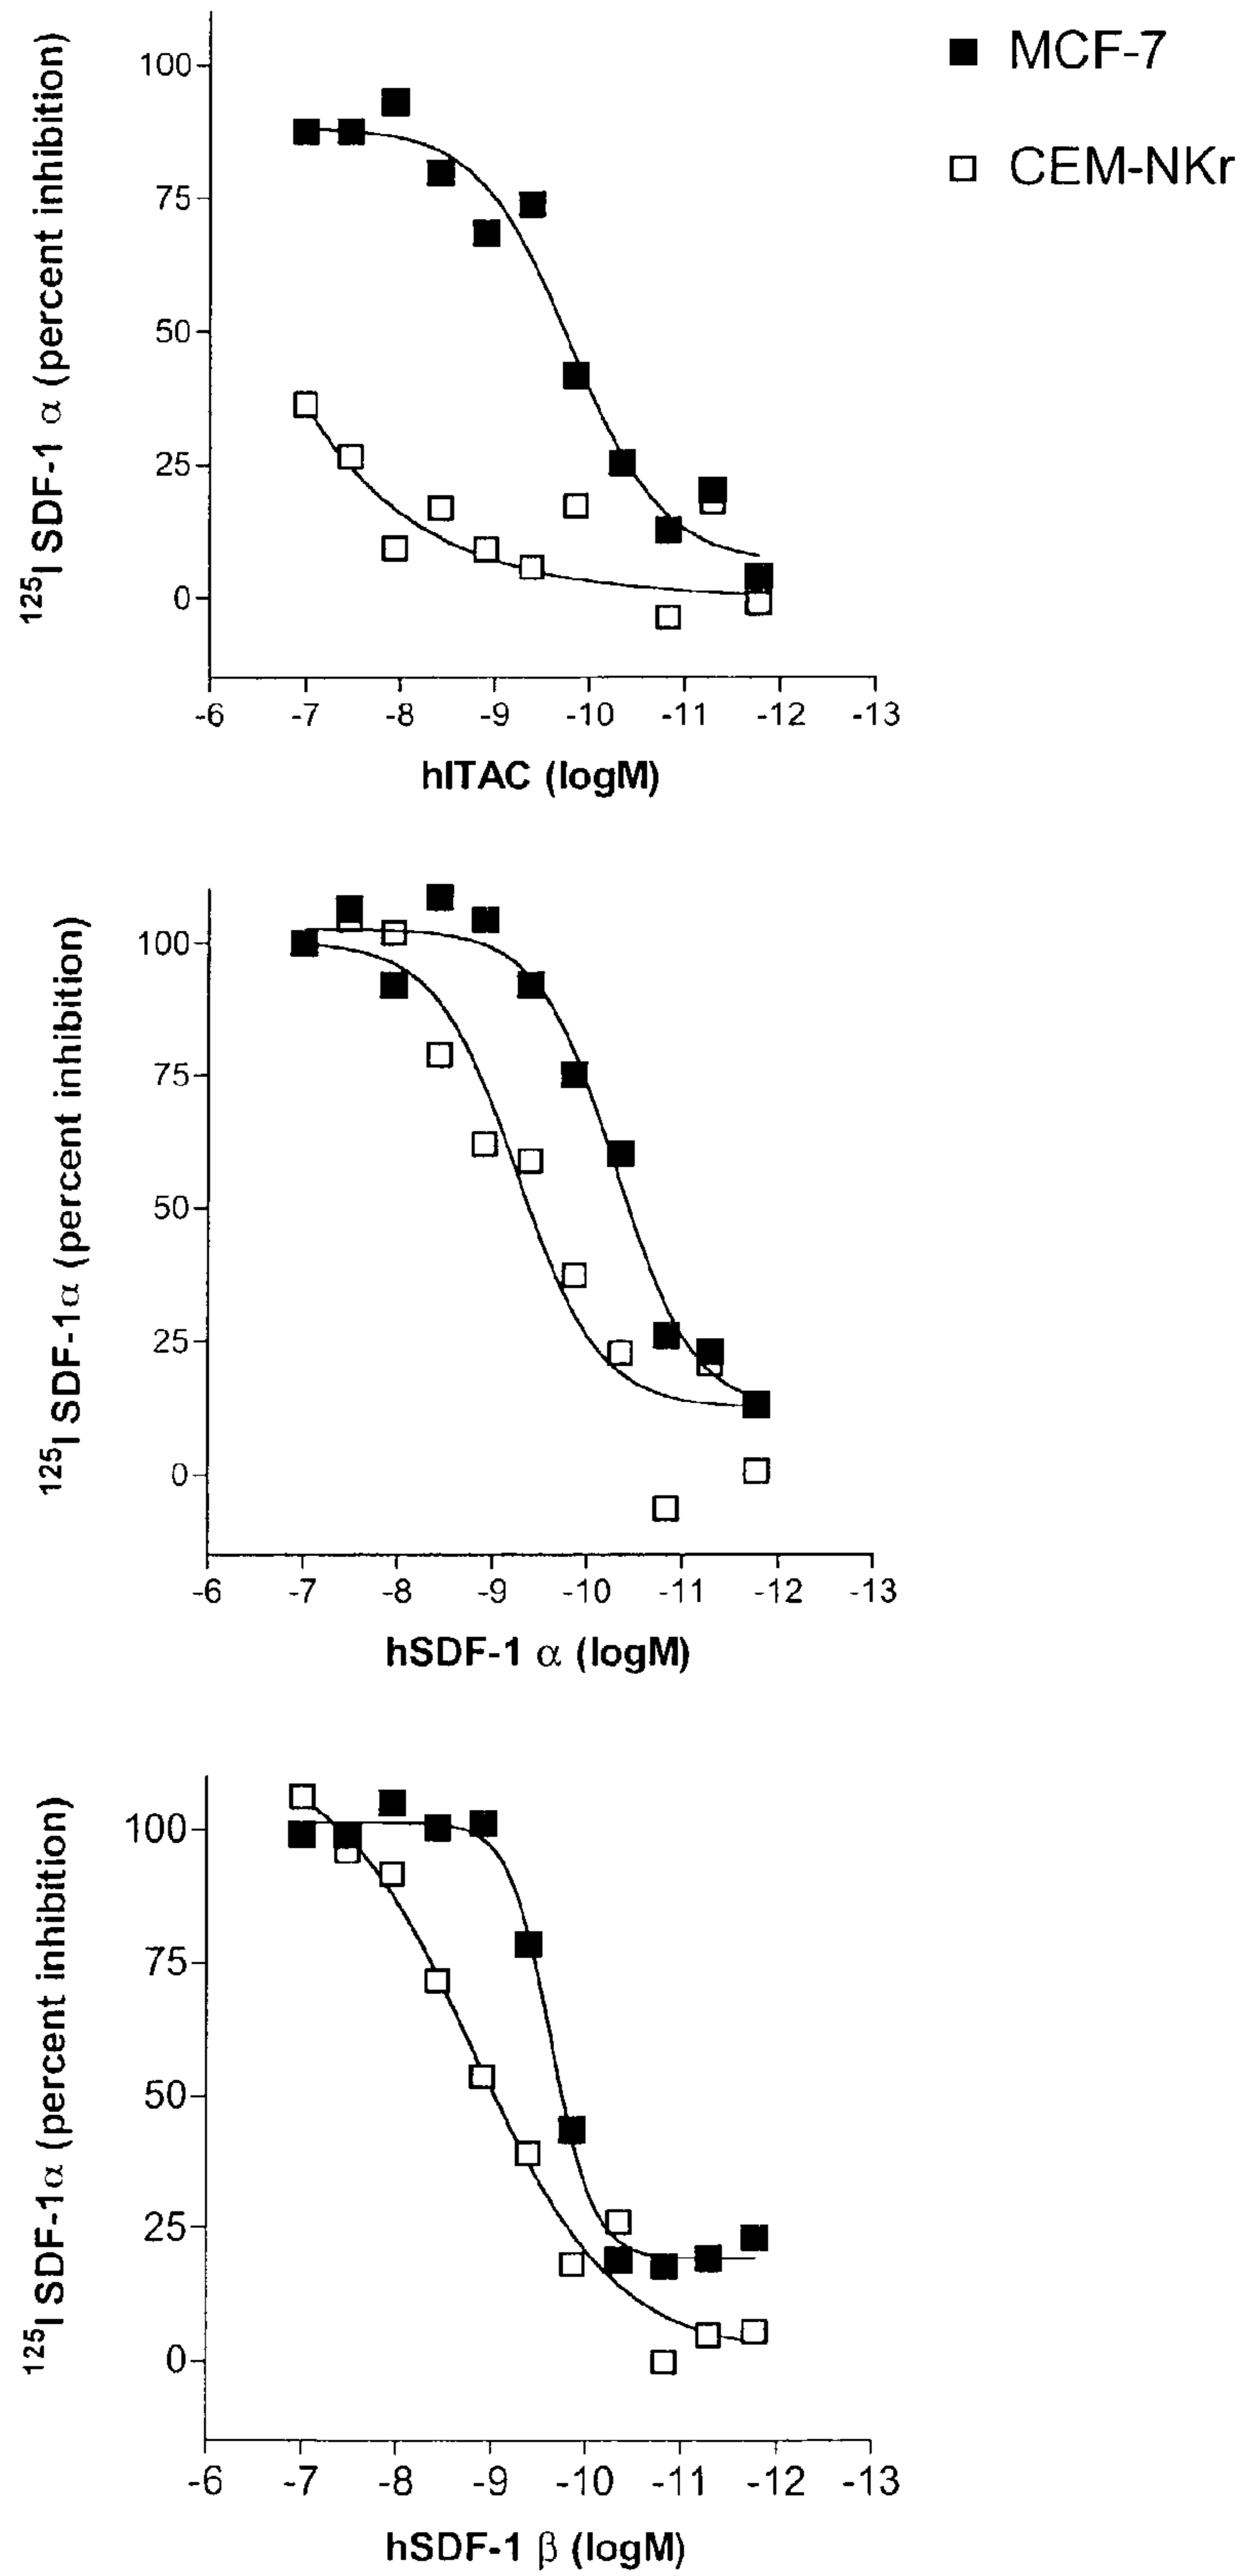 MCF-7
CEM-NKr
125I SDF-1 α (percent inhibition)
100
75
50
25
0
-6 -7 -8 -9 -10 -11 -12 -13
hITAC (logM)
125I SDF-1α (percent inhibition)
100
75
50
25
0
-6 -7 -8 -9 -10 -11 -12 -13
hSDF-1 α (logM)
125I SDF-1α (percent inhibition)
100
75
50
25
0
-6 -7 -8 -9 -10 -11 -12 -13
hSDF-1 β (logM)